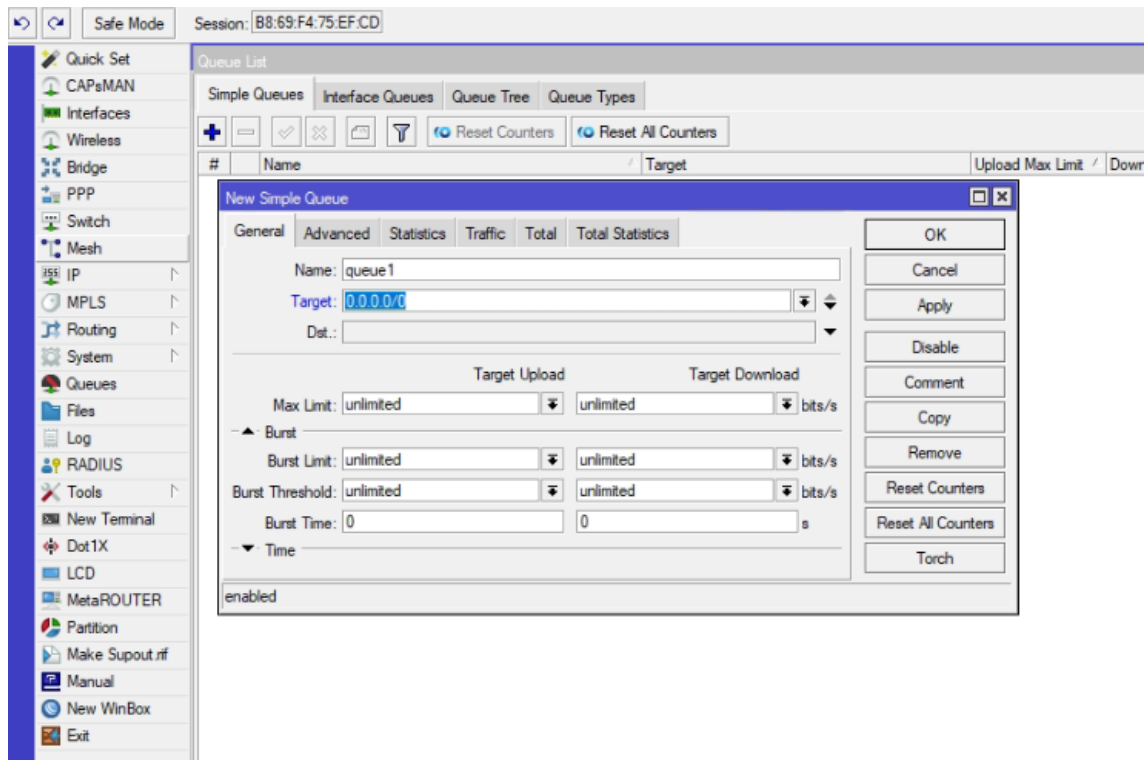 Safe Mode Session: B8:69:F4:75:EF:CD
Quick Set
CAPsMAN
Interfaces
Wireless
Bridge
PPP
Switch
Mesh
IP
MPLS
Routing
System
Queues
Files
Log
RADIUS
Tools
New Terminal
Dot1X
LCD
MetaROUTER
Partition
Make Supout.rif
Manual
New WinBox
Exit
Queue List
Simple Queues Interface Queues Queue Tree Queue Types
Reset Counters Reset All Counters
# Name Target Upload Max Limit Down
New Simple Queue
General Advanced Statistics Traffic Total Total Statistics
Name: queue1
Target: 0.0.0.0/0
Dst.:
Target Upload Target Download
Max Limit: unlimited unlimited bits/s
Burst
Burst Limit: unlimited unlimited bits/s
Burst Threshold: unlimited unlimited bits/s
Burst Time: 0 0 s
Time
enabled
OK
Cancel
Apply
Disable
Comment
Copy
Remove
Reset Counters
Reset All Counters
Torch